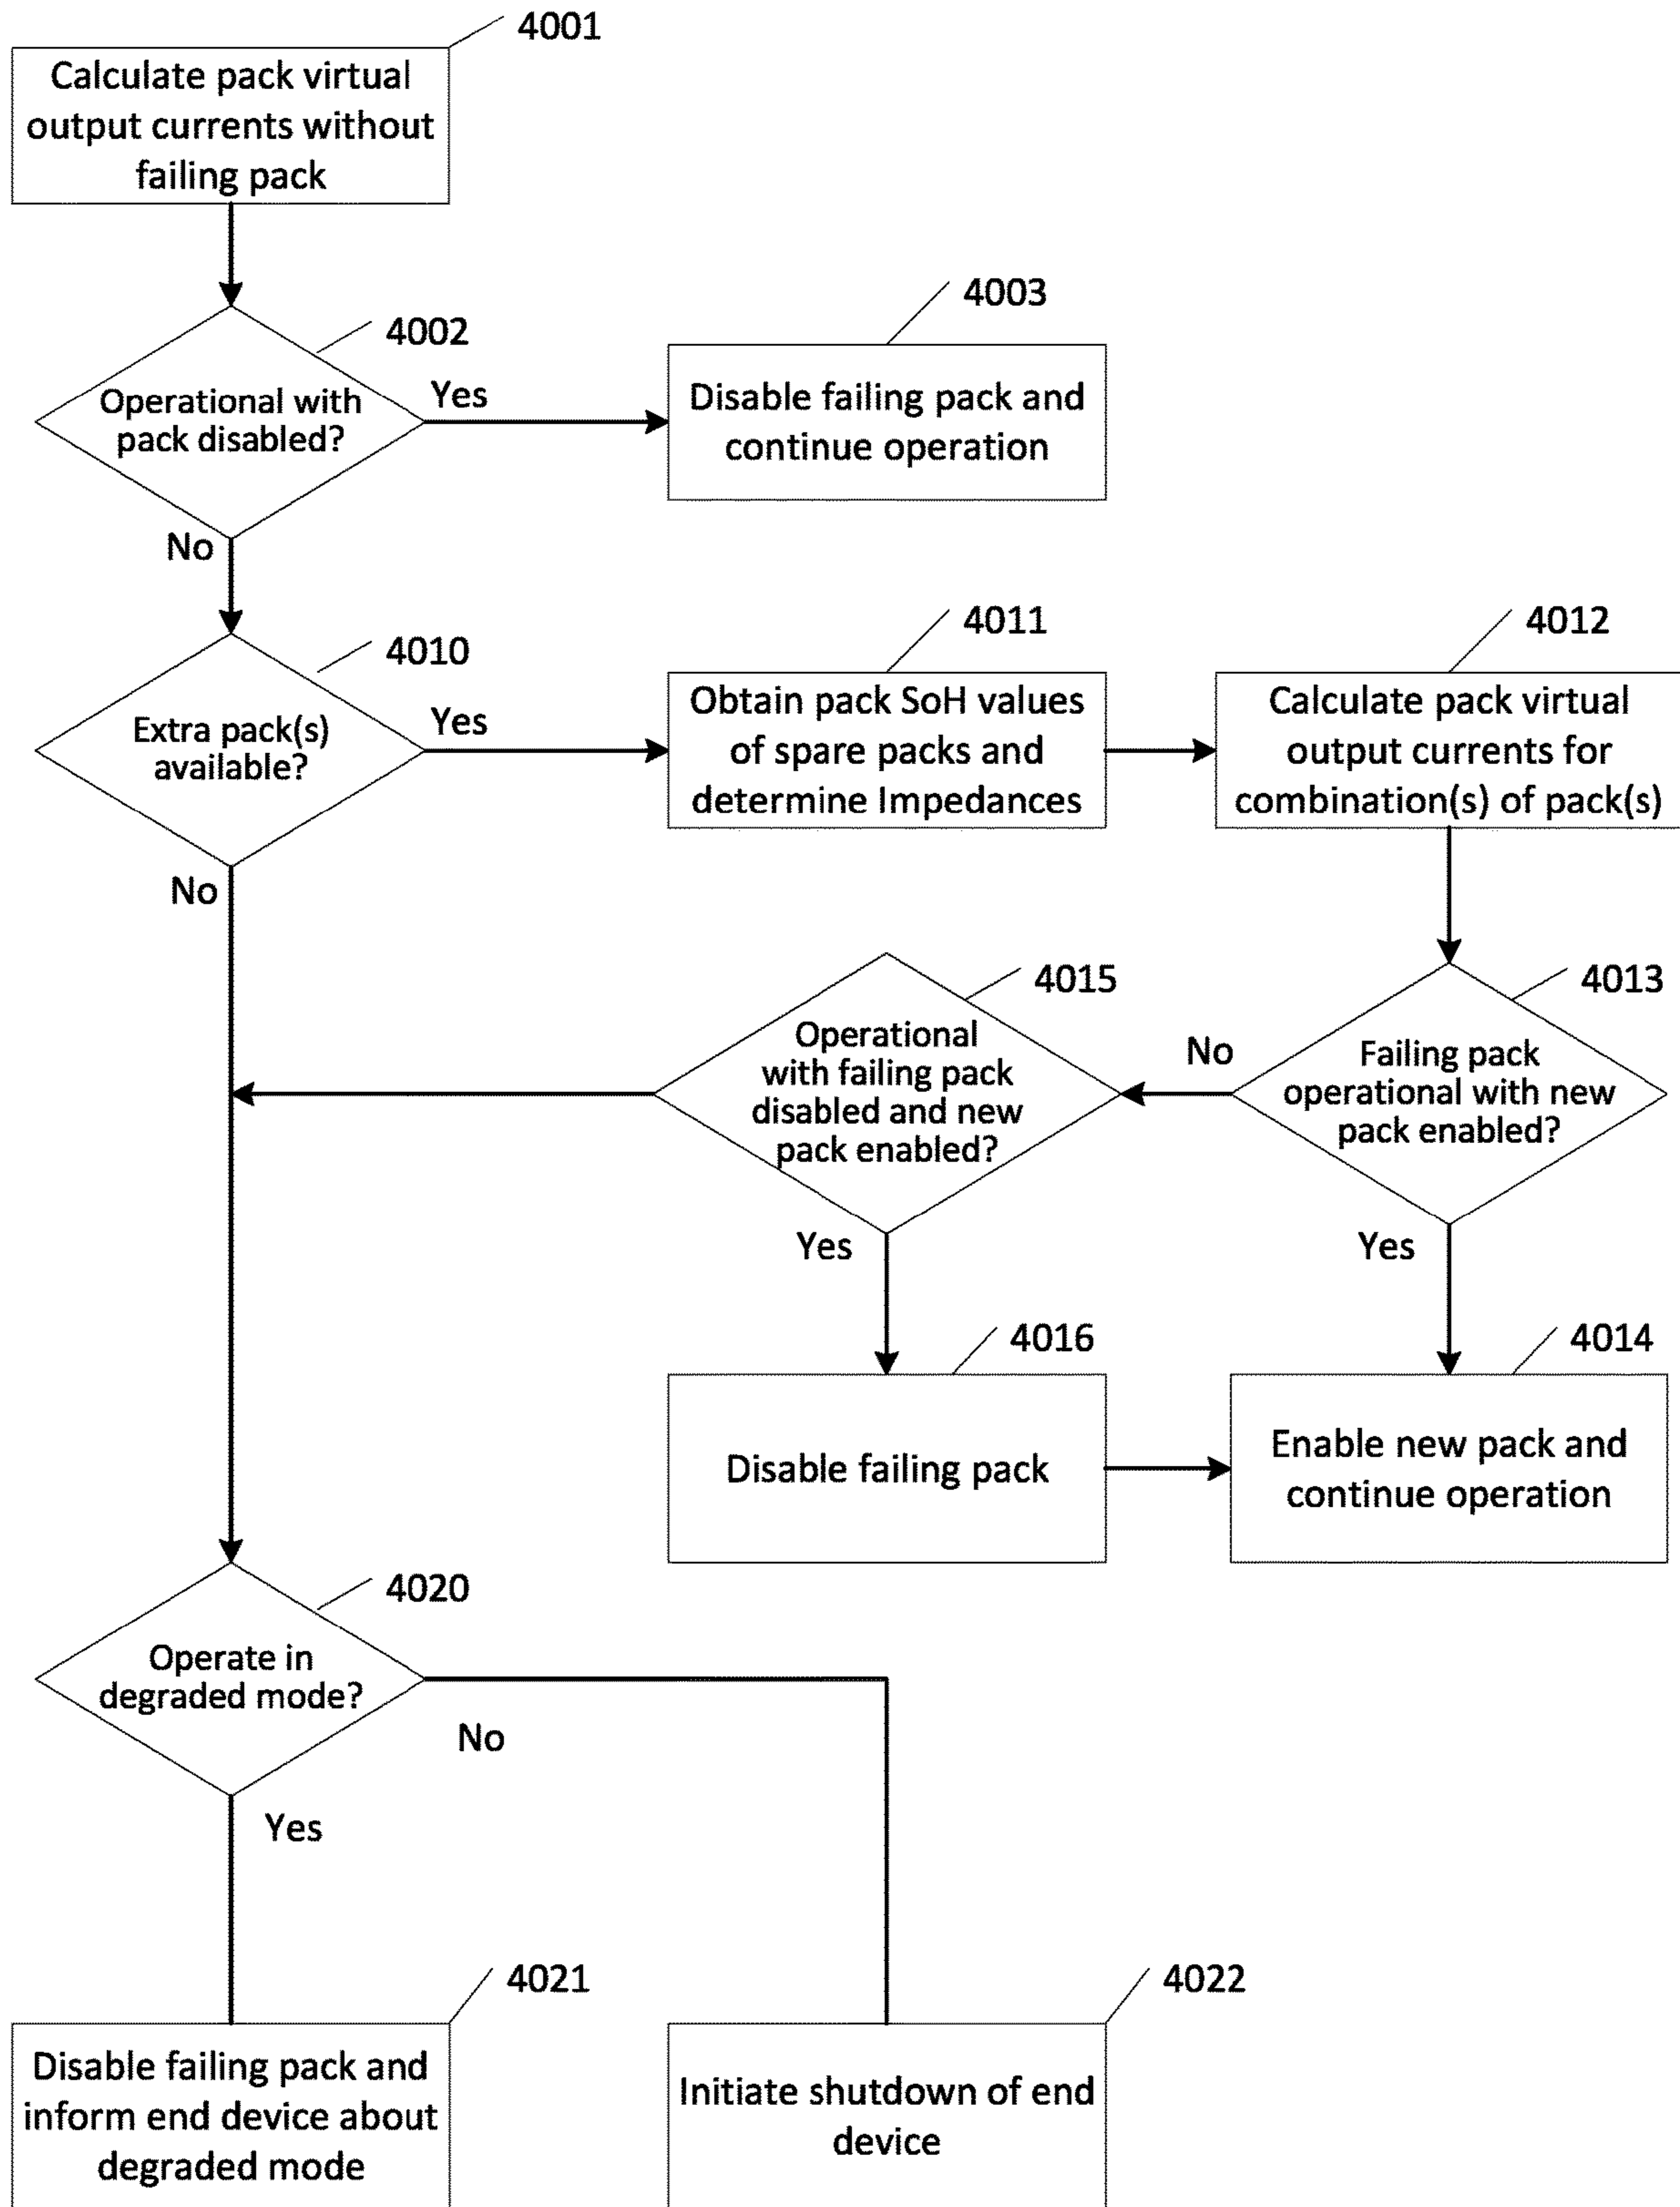 4001
Calculate pack virtual
output currents without
failing pack
4002
Operational with
pack disabled?
Yes
4003
Disable failing pack and
continue operation
No
4010
Extra pack(s)
available?
Yes
4011
Obtain pack SoH values
of spare packs and
determine Impedances
4012
Calculate pack virtual
output currents for
combination(s) of pack(s)
No
4015
Operational
with failing pack
disabled and new
pack enabled?
No
4013
Failing pack
operational with new
pack enabled?
Yes
Yes
4016
Disable failing pack
4014
Enable new pack and
continue operation
4020
Operate in
degraded mode?
No
Yes
4021
Disable failing pack and
inform end device about
degraded mode
4022
Initiate shutdown of end
device